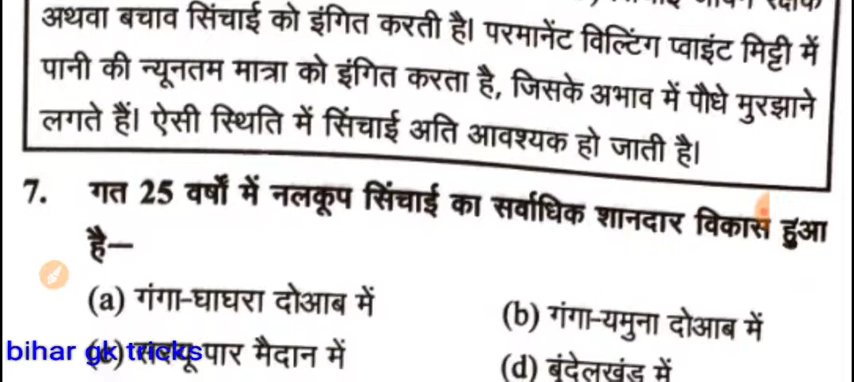 अथवा बचाव सिंचाई को इंगित करती है। परमानेंट विल्टिंग प्वाइंट मिट्टी में
पानी की न्यूनतम मात्रा को इंगित करता है, जिसके अभाव में पौधे मुरझाने
लगते हैं। ऐसी स्थिति में सिंचाई अति आवश्यक हो जाती है।
7. गत 25 वर्षों में नलकूप सिंचाई का सर्वाधिक शानदार विकास हुआ
है—
(a) गंगा-घाघरा दोआब में
(b) गंगा-यमुना दोआब में
(c) सरयू पार मैदान में
(d) बुंदेलखंड में
bihar gk tricks